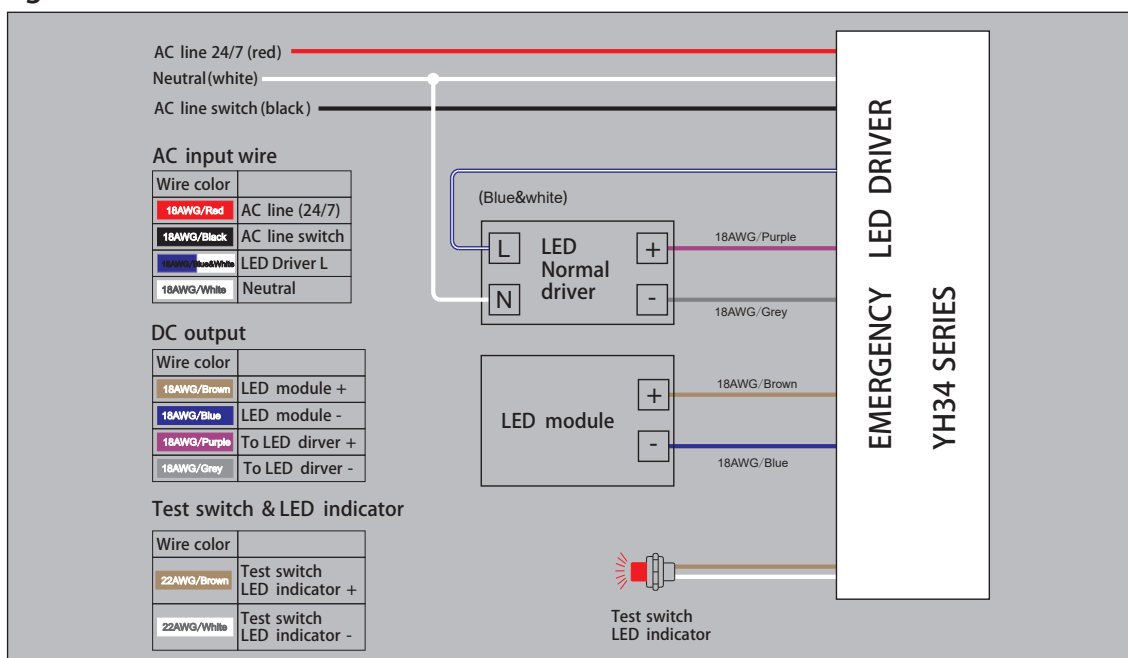 AC line 24/7 (red)
Neutral(white)
AC line switch(black)
AC input wire
Wire color
18AWG/Red AC line (24/7)
18AWG/Black AC line switch
18AWG/Blue&White LED Driver L
18AWG/White Neutral
DC output
Wire color
18AWG/Brown LED module +
18AWG/Blue LED module -
18AWG/Purple To LED dirver +
18AWG/Grey To LED dirver -
Test switch & LED indicator
Wire color
22AWG/Brown Test switch
LED indicator +
22AWG/White Test switch
LED indicator -
(Blue&white)
L LED +
Normal
N driver -
18AWG/Purple
18AWG/Grey
LED module
+
-
18AWG/Brown
18AWG/Blue
Test switch
LED indicator
EMERGENCY LED DRIVER
YH34 SERIES